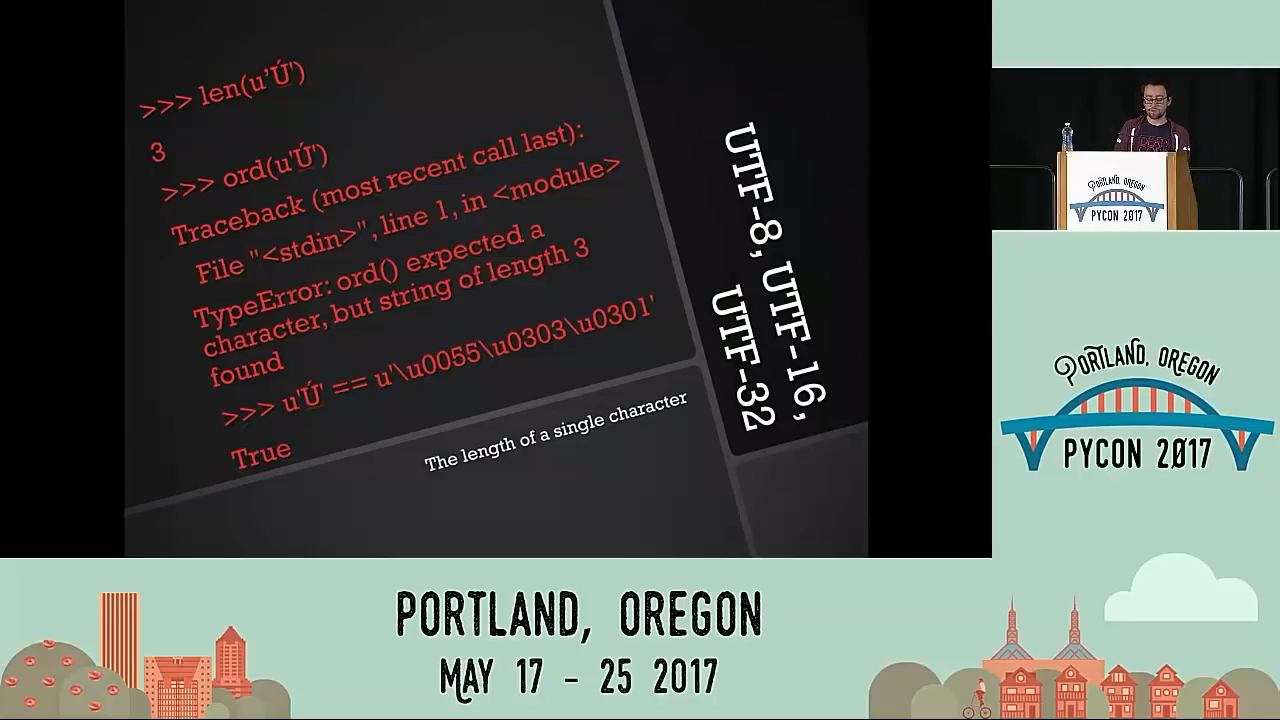 >>> len(u'Ṹ')
3
>>> ord(u'Ṹ')
Traceback (most recent call last):
File "<stdin>", line 1, in <module>
TypeError: ord() expected a
character, but string of length 3
found
>>> u'Ṹ' == u'\u0055\u0303\u0301'
True
The length of a single character
UTF-8, UTF-16,
UTF-32
PORTLAND, OREGON
PYCON 2017
PORTLAND, OREGON
PYCON 2017
PORTLAND, OREGON
MAY 17 - 25 2017